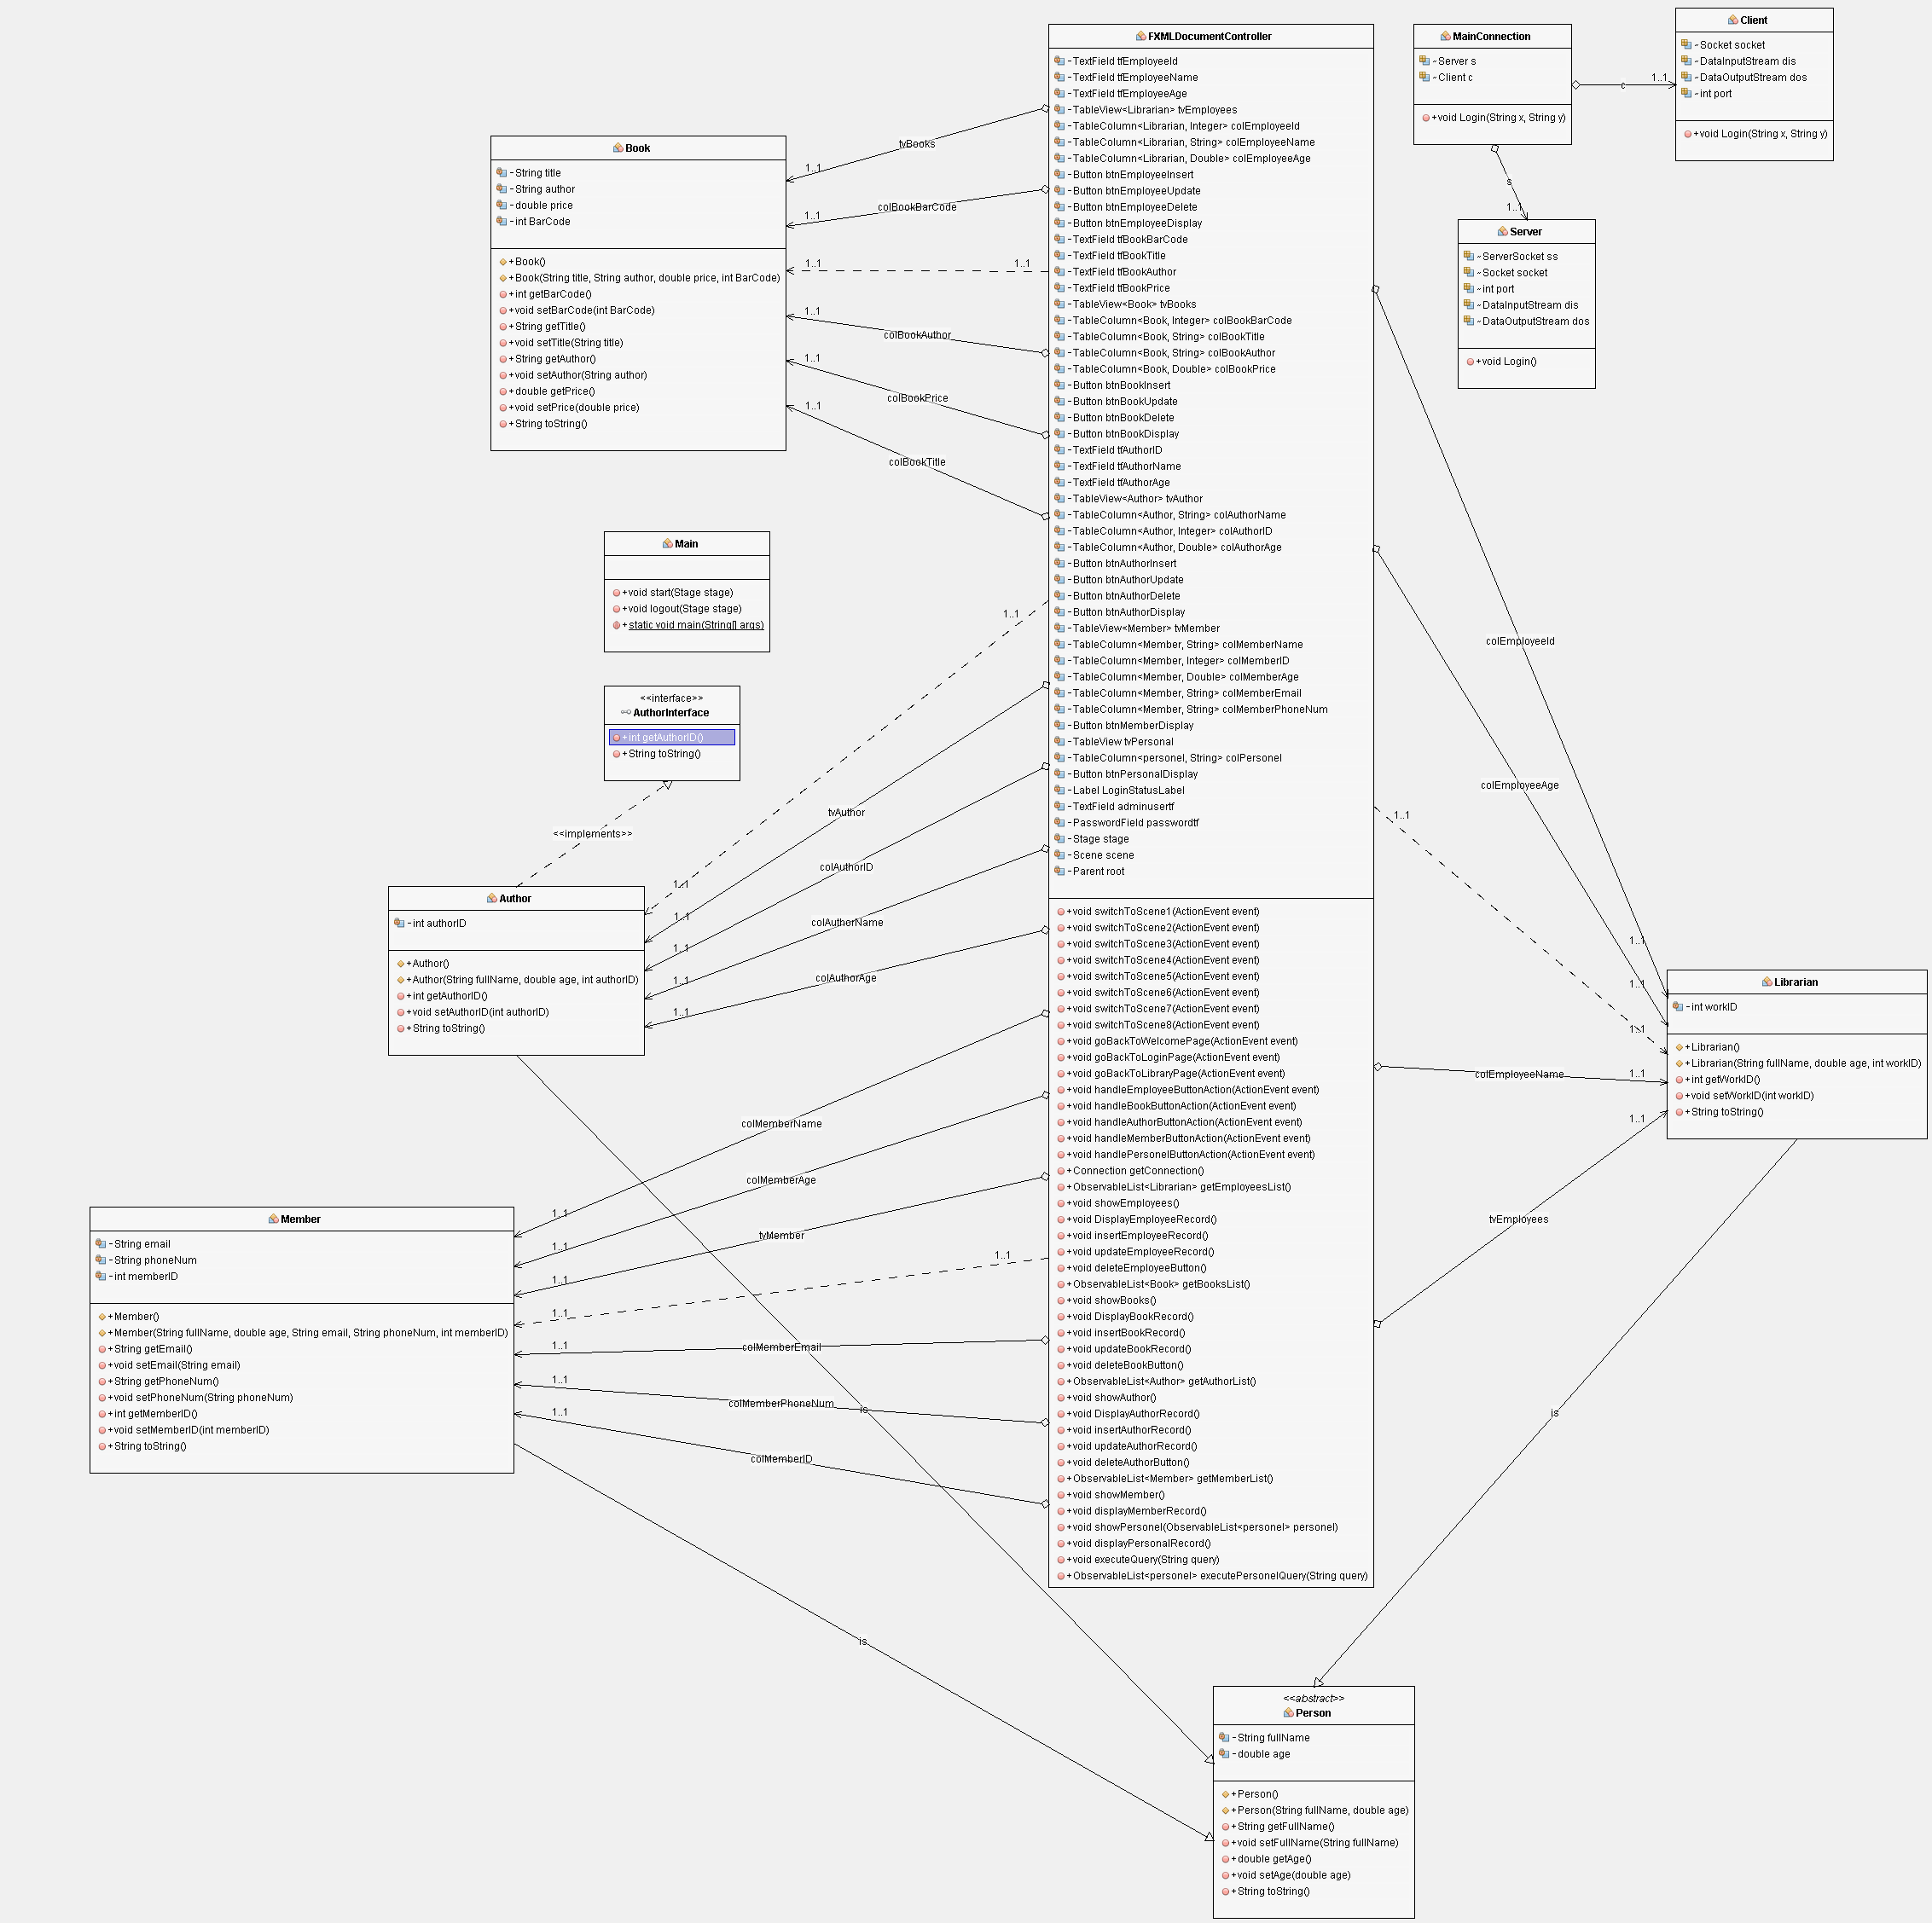 FXMLDocumentController
-TextField tfEmployeeId
-TextField tfEmployeeName
-TextField tfEmployeeAge
-TableView<Librarian> tvEmployees
-TableColumn<Librarian, Integer> colEmployeeId
-TableColumn<Librarian, String> colEmployeeName
-TableColumn<Librarian, Double> colEmployeeAge
-Button btnEmployeeInsert
-Button btnEmployeeUpdate
-Button btnEmployeeDelete
-Button btnEmployeeDisplay
-TextField tfBookBarCode
-TextField tfBookTitle
-TextField tfBookAuthor
-TextField tfBookPrice
-TableView<Book> tvBooks
-TableColumn<Book, Integer> colBookBarCode
-TableColumn<Book, String> colBookTitle
-TableColumn<Book, String> colBookAuthor
-TableColumn<Book, Double> colBookPrice
-Button btnBookInsert
-Button btnBookUpdate
-Button btnBookDelete
-Button btnBookDisplay
-TextField tfAuthorID
-TextField tfAuthorName
-TextField tfAuthorAge
-TableView<Author> tvAuthor
-TableColumn<Author, String> colAuthorName
-TableColumn<Author, Integer> colAuthorID
-TableColumn<Author, Double> colAuthorAge
-Button btnAuthorInsert
-Button btnAuthorUpdate
-Button btnAuthorDelete
-Button btnAuthorDisplay
-TableView<Member> tvMember
-TableColumn<Member, String> colMemberName
-TableColumn<Member, Integer> colMemberID
-TableColumn<Member, Double> colMemberAge
-TableColumn<Member, String> colMemberEmail
-TableColumn<Member, String> colMemberPhoneNum
-Button btnMemberDisplay
-TableView tvPersonal
-TableColumn<personel, String> colPersonel
-Button btnPersonalDisplay
-Label LoginStatusLabel
-TextField adminusertf
-PasswordField passwordtf
-Stage stage
-Scene scene
-Parent root
+void switchToScene1(ActionEvent event)
+void switchToScene2(ActionEvent event)
+void switchToScene3(ActionEvent event)
+void switchToScene4(ActionEvent event)
+void switchToScene5(ActionEvent event)
+void switchToScene6(ActionEvent event)
+void switchToScene7(ActionEvent event)
+void switchToScene8(ActionEvent event)
+void goBackToWelcomePage(ActionEvent event)
+void goBackToLoginPage(ActionEvent event)
+void goBackToLibraryPage(ActionEvent event)
+void handleEmployeeButtonAction(ActionEvent event)
+void handleBookButtonAction(ActionEvent event)
+void handleAuthorButtonAction(ActionEvent event)
+void handleMemberButtonAction(ActionEvent event)
+void handlePersonelButtonAction(ActionEvent event)
+Connection getConnection()
+ObservableList<Librarian> getEmployeesList()
+void showEmployees()
+void DisplayEmployeeRecord()
+void insertEmployeeRecord()
+void updateEmployeeRecord()
+void deleteEmployeeButton()
+ObservableList<Book> getBooksList()
+void showBooks()
+void DisplayBookRecord()
+void insertBookRecord()
+void updateBookRecord()
+void deleteBookButton()
+ObservableList<Author> getAuthorList()
+void showAuthor()
+void DisplayAuthorRecord()
+void insertAuthorRecord()
+void updateAuthorRecord()
+void deleteAuthorButton()
+ObservableList<Member> getMemberList()
+void showMember()
+void displayMemberRecord()
+void showPersonel(ObservableList<personel> personel)
+void displayPersonalRecord()
+void executeQuery(String query)
+ObservableList<personel> executePersonelQuery(String query)
MainConnection
~Server s
~Client c
+void Login(String x, String y)
c
1..1
s
1..1
Client
~Socket socket
~DataInputStream dis
~DataOutputStream dos
~int port
+void Login(String x, String y)
Server
~ServerSocket ss
~Socket socket
~int port
~DataInputStream dis
~DataOutputStream dos
+void Login()
Book
-String title
-String author
-double price
-int BarCode
+Book()
+Book(String title, String author, double price, int BarCode)
+int getBarCode()
+void setBarCode(int BarCode)
+String getTitle()
+void setTitle(String title)
+String getAuthor()
+void setAuthor(String author)
+double getPrice()
+void setPrice(double price)
+String toString()
tvBooks
1..1
colBookBarCode
1..1
1..1
1..1
1..1
colBookAuthor
1..1
colBookPrice
1..1
colBookTitle
Main
+void start(Stage stage)
+void logout(Stage stage)
+static void main(String[] args)
<<interface>>
AuthorInterface
+int getAuthorID()
+String toString()
<<implements>>
Author
-int authorID
+Author()
+Author(String fullName, double age, int authorID)
+int getAuthorID()
+void setAuthorID(int authorID)
+String toString()
1..1
1..1
tvAuthor
1..1
colAuthorID
1..1
colAuthorName
1..1
colAuthorAge
1..1
Member
-String email
-String phoneNum
-int memberID
+Member()
+Member(String fullName, double age, String email, String phoneNum, int memberID)
+String getEmail()
+void setEmail(String email)
+String getPhoneNum()
+void setPhoneNum(String phoneNum)
+int getMemberID()
+void setMemberID(int memberID)
+String toString()
colMemberName
1..1
colMemberAge
1..1
tvMember
1..1
1..1
1..1
colMemberEmail
1..1
colMemberPhoneNum
1..1
colMemberID
1..1
is
is
colEmployeeId
1..1
colEmployeeAge
1..1
1..1
1..1
colEmployeeName
1..1
tvEmployees
1..1
is
Librarian
-int workID
+Librarian()
+Librarian(String fullName, double age, int workID)
+int getWorkID()
+void setWorkID(int workID)
+String toString()
<<abstract>>
Person
-String fullName
-double age
+Person()
+Person(String fullName, double age)
+String getFullName()
+void setFullName(String fullName)
+double getAge()
+void setAge(double age)
+String toString()